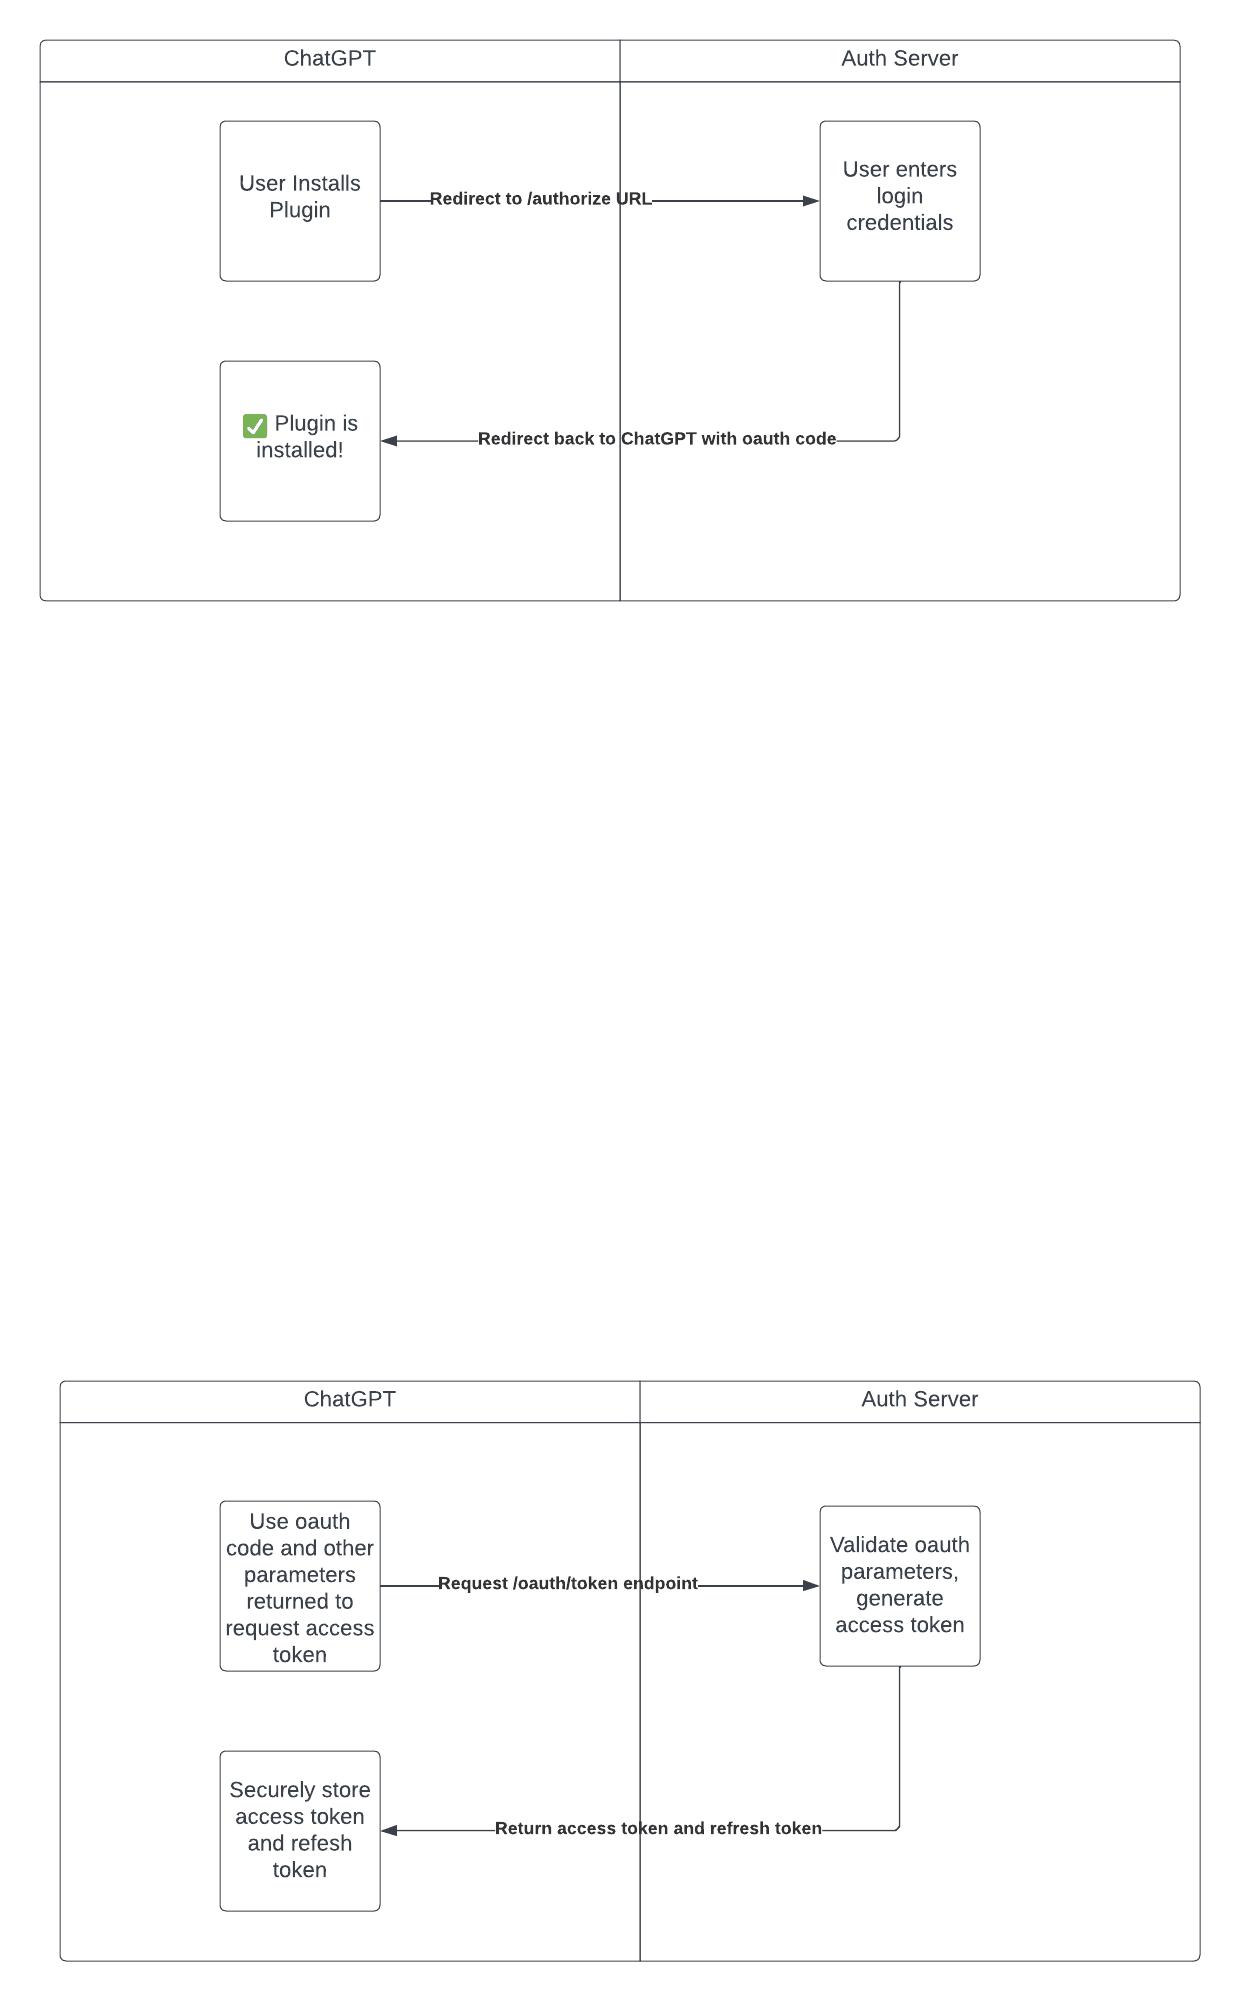 ChatGPT
Auth Server
User Installs
Plugin
Redirect to /authorize URL
User enters
login
credentials
✅ Plugin is
installed!
Redirect back to ChatGPT with oauth code
ChatGPT
Auth Server
Use oauth
code and other
parameters
returned to
request access
token
Request /oauth/token endpoint
Validate oauth
parameters,
generate
access token
Securely store
access token
and refesh
token
Return access token and refresh token